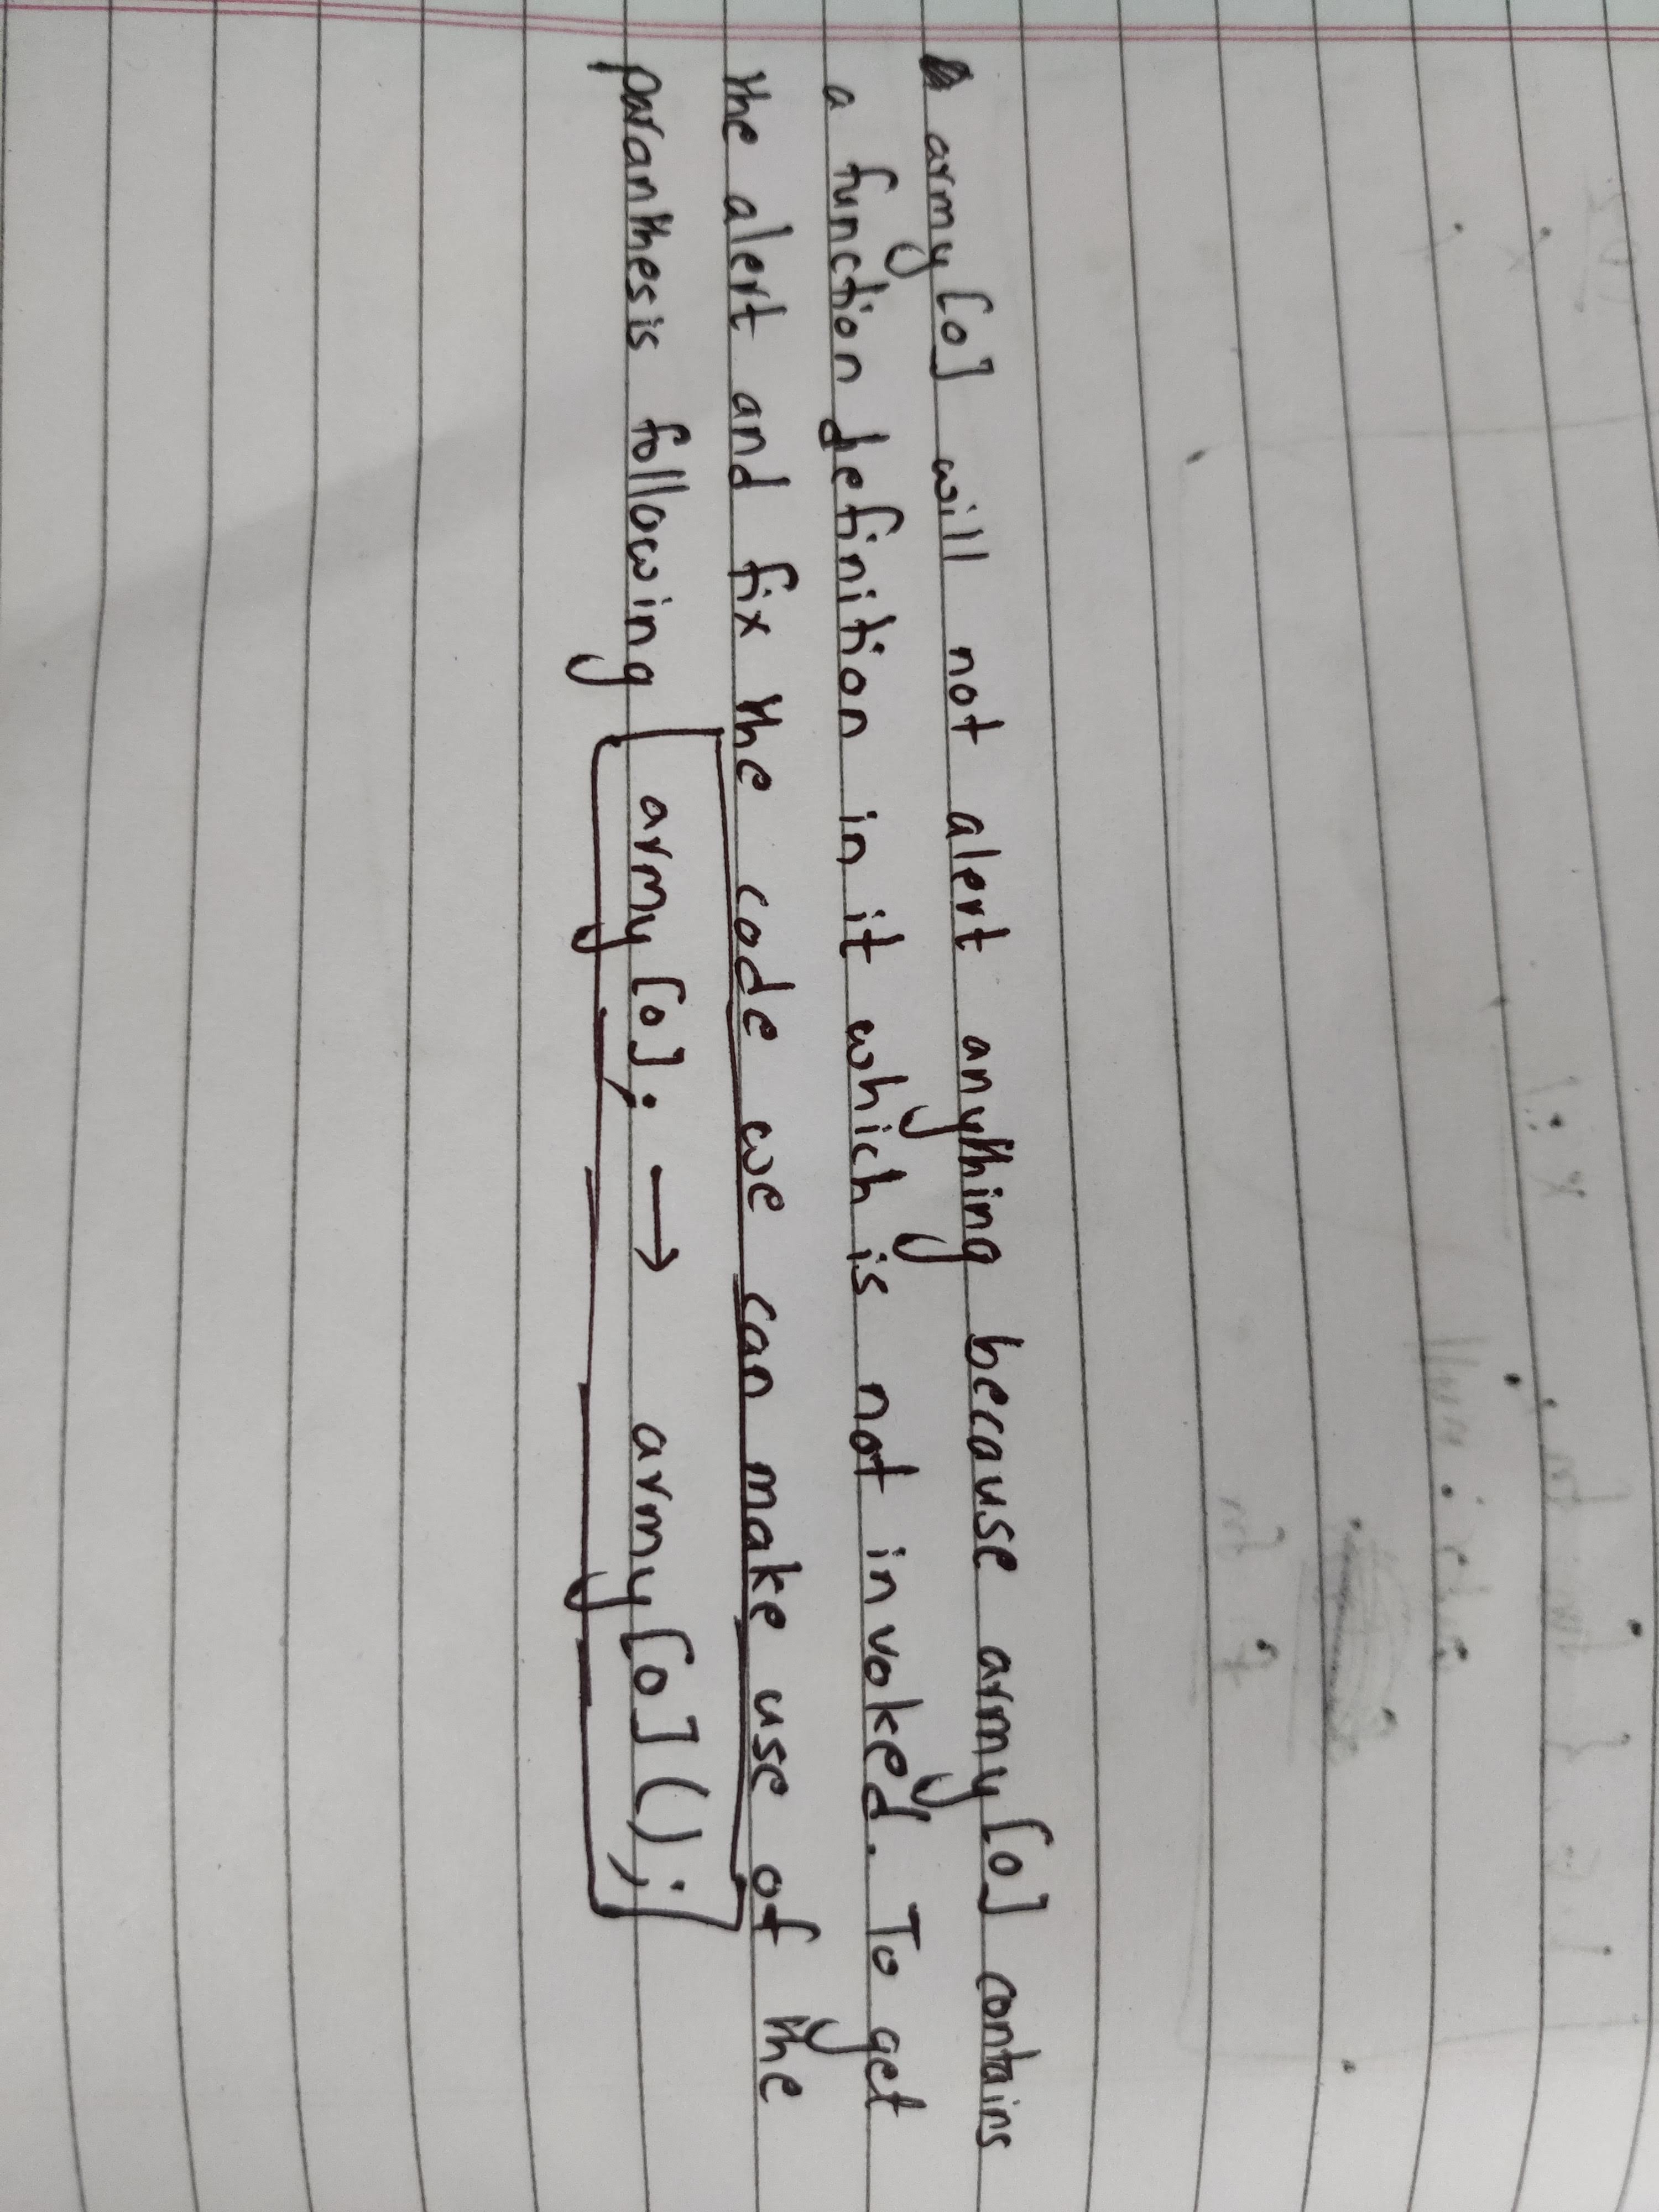 army[0] will not alert anything because army[0] contains
a function definition in it which is not invoked. To get
the alert and fix the code we can make use of the
paranthesis following army[0]; → army[0]();